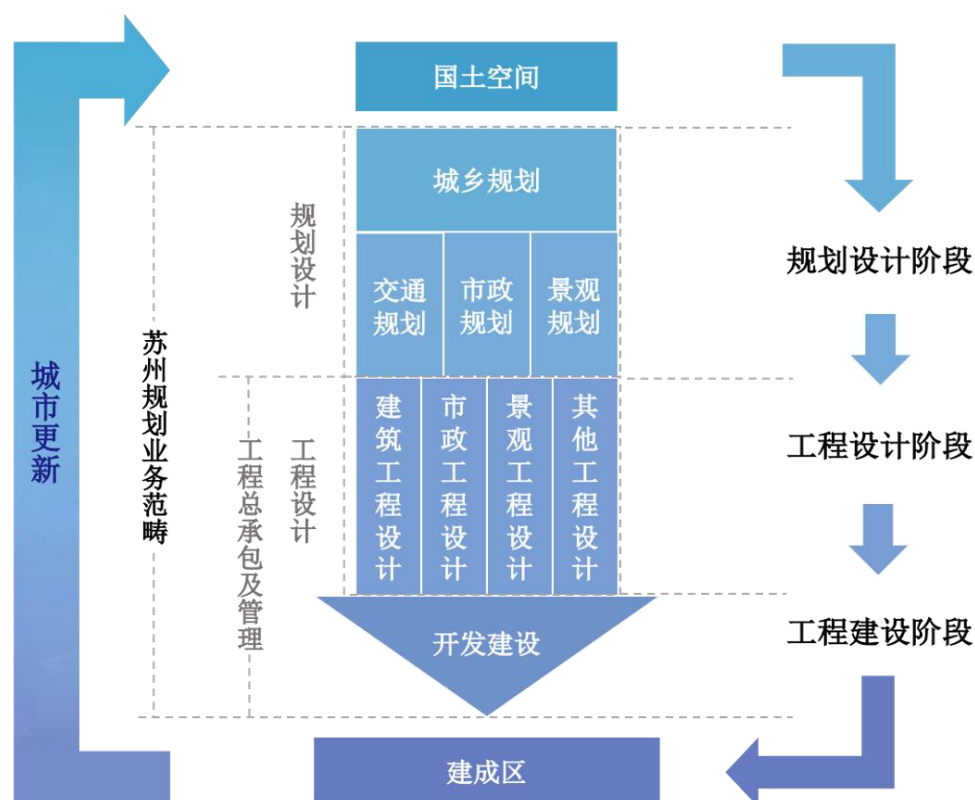 国土空间
城乡规划
规划设计
交通
规划
市政
规划
景观
规划
规划设计阶段
城市更新
苏州规划业务范畴
工程总承包及管理
工程设计
建筑工程设计
市政工程设计
景观工程设计
其他工程设计
工程设计阶段
开发建设
工程建设阶段
建成区